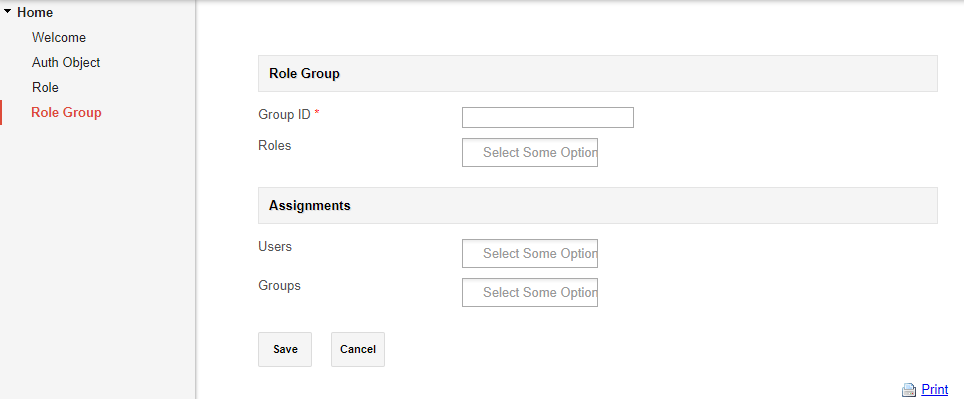 Home
Welcome
Auth Object
Role
Role Group
Role Group
Group ID *
Roles
Select Some Option
Assignments
Users
Select Some Option
Groups
Select Some Option
Save
Cancel
Print